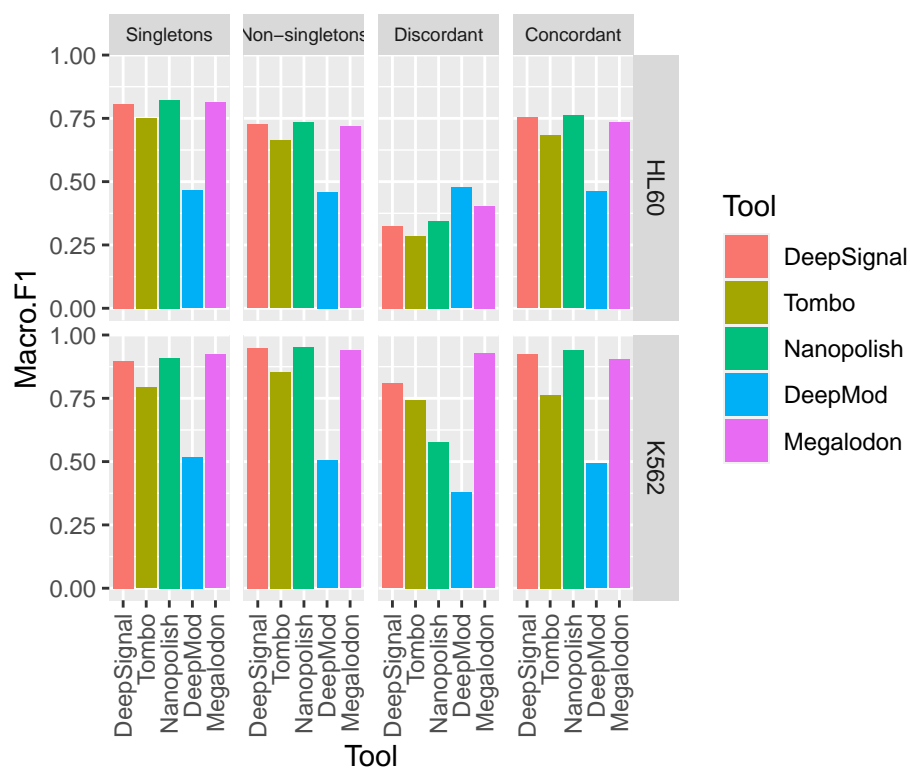 Singletons
Non−singletons
Discordant
Concordant
Macro.F1
1.00
0.75
0.50
0.25
0.00
HL60
1.00
0.75
0.50
0.25
0.00
K562
DeepSignal
Tombo
Nanopolish
DeepMod
Megalodon
DeepSignal
Tombo
Nanopolish
DeepMod
Megalodon
DeepSignal
Tombo
Nanopolish
DeepMod
Megalodon
DeepSignal
Tombo
Nanopolish
DeepMod
Megalodon
Tool
Tool
DeepSignal
Tombo
Nanopolish
DeepMod
Megalodon